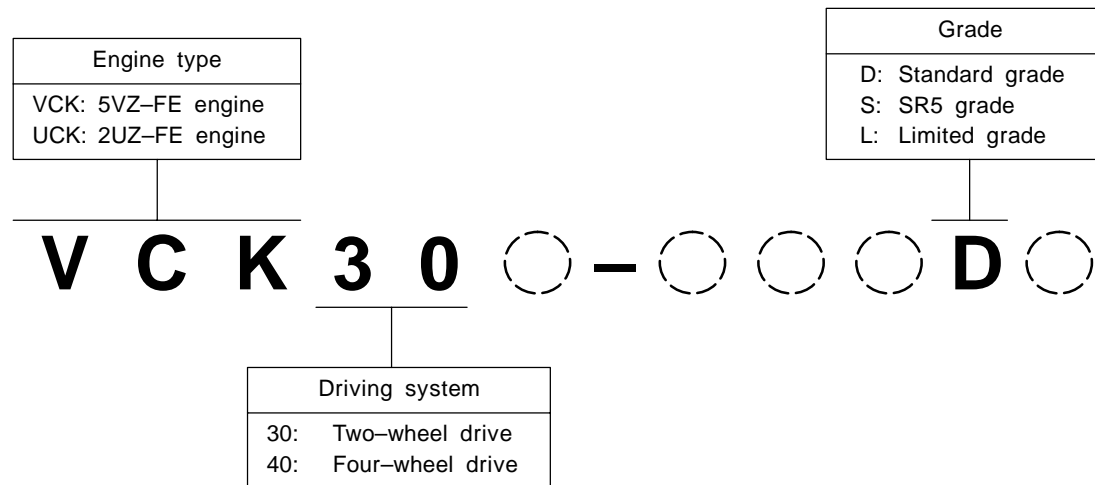 Engine type
VCK: 5VZ–FE engine
UCK: 2UZ–FE engine
Grade
D: Standard grade
S: SR5 grade
L: Limited grade
V C K 3 0 – D
Driving system
30: Two–wheel drive
40: Four–wheel drive